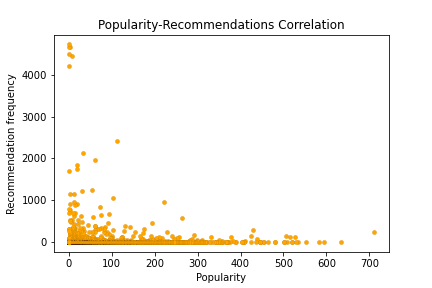 Popularity-Recommendations Correlation
Recommendation frequency
4000
3000
2000
1000
0
0 100 200 300 400 500 600 700
Popularity